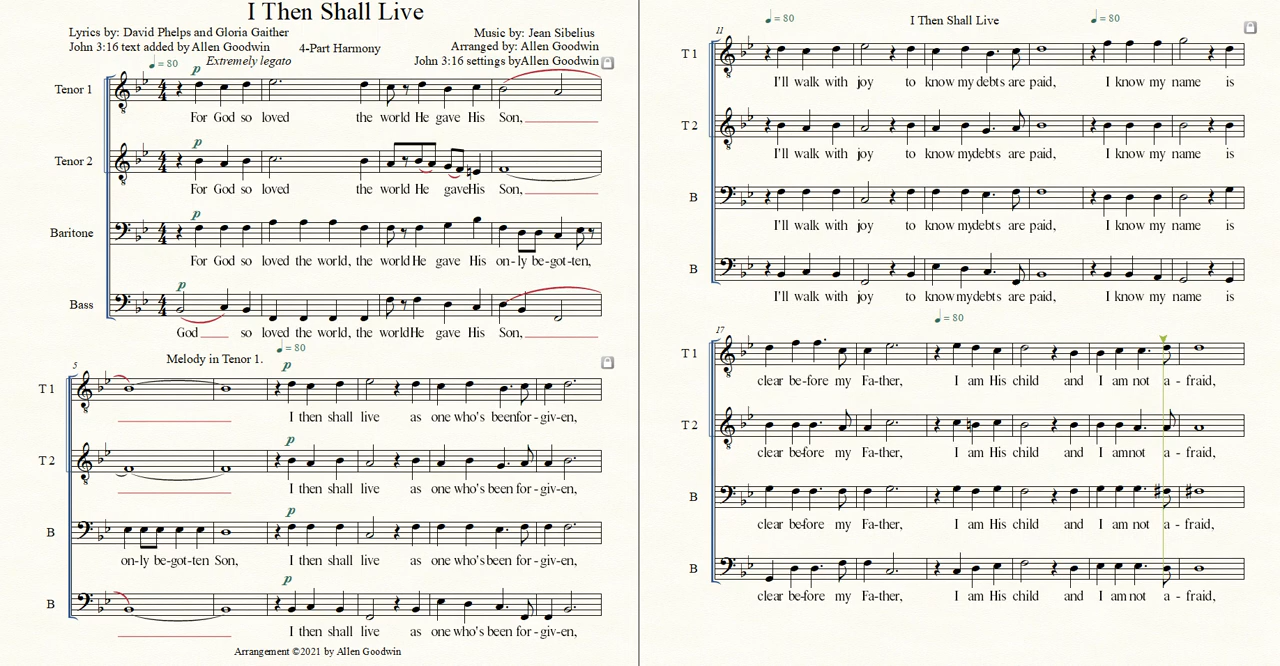 I Then Shall Live
Lyrics by: David Phelps and Gloria Gaither
John 3:16 text added by Allen Goodwin
4-Part Harmony
Music by: Jean Sibelius
Arranged by: Allen Goodwin
John 3:16 settings byAllen Goodwin
Extremely legato
♩ = 80
p
Tenor 1
For God so loved the world He gave His Son,
p
Tenor 2
For God so loved the world He gaveHis Son,
p
Baritone
For God so loved the world, the world He gave His on-ly be-got-ten,
p
Bass
God so loved the world, the worldHe gave His Son,
Melody in Tenor 1.
♩ = 80
5
p
T 1
I then shall live as one who's beenfor-giv-en,
p
T 2
I then shall live as one who's been for-giv-en,
p
B
on-ly be-got-ten Son, I then shall live as one who's been for-giv-en,
p
B
I then shall live as one who's been for-giv-en,
Arrangement ©2021 by Allen Goodwin
I Then Shall Live
♩ = 80
♩ = 80
11
T 1
I'll walk with joy to know my debts are paid, I know my name is
T 2
I'll walk with joy to know mydebts are paid, I know my name is
B
I'll walk with joy to know mydebts are paid, I know my name is
B
I'll walk with joy to know mydebts are paid, I know my name is
17
♩ = 80
T 1
clear be-fore my Fa-ther, I am His child and I am not a - fraid,
T 2
clear be-fore my Fa-ther, I am His child and I amnot a - fraid,
B
clear be-fore my Fa-ther, I am His child and I am not a - fraid,
B
clear be-fore my Fa-ther, I am His child and I am not a - fraid,